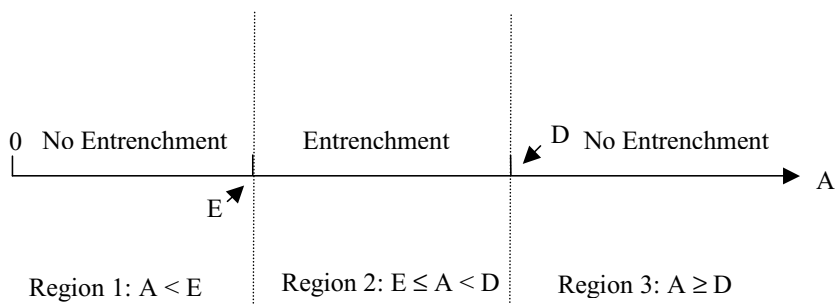 0 No Entrenchment Entrenchment D No Entrenchment
A
E
Region 1: A < E Region 2: E ≤ A < D Region 3: A ≥ D